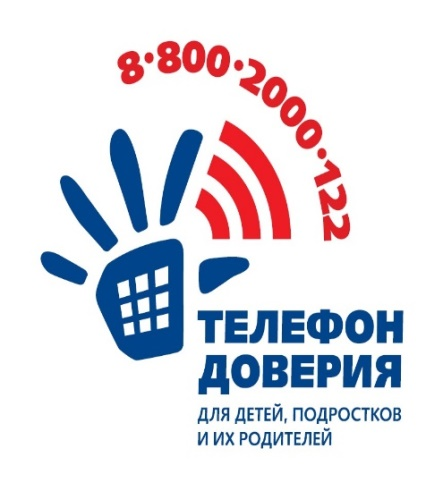 8·800·2000·122
ТЕЛЕФОН
ДОВЕРИЯ
ДЛЯ ДЕТЕЙ, ПОДРОСТКОВ
И ИХ РОДИТЕЛЕЙ